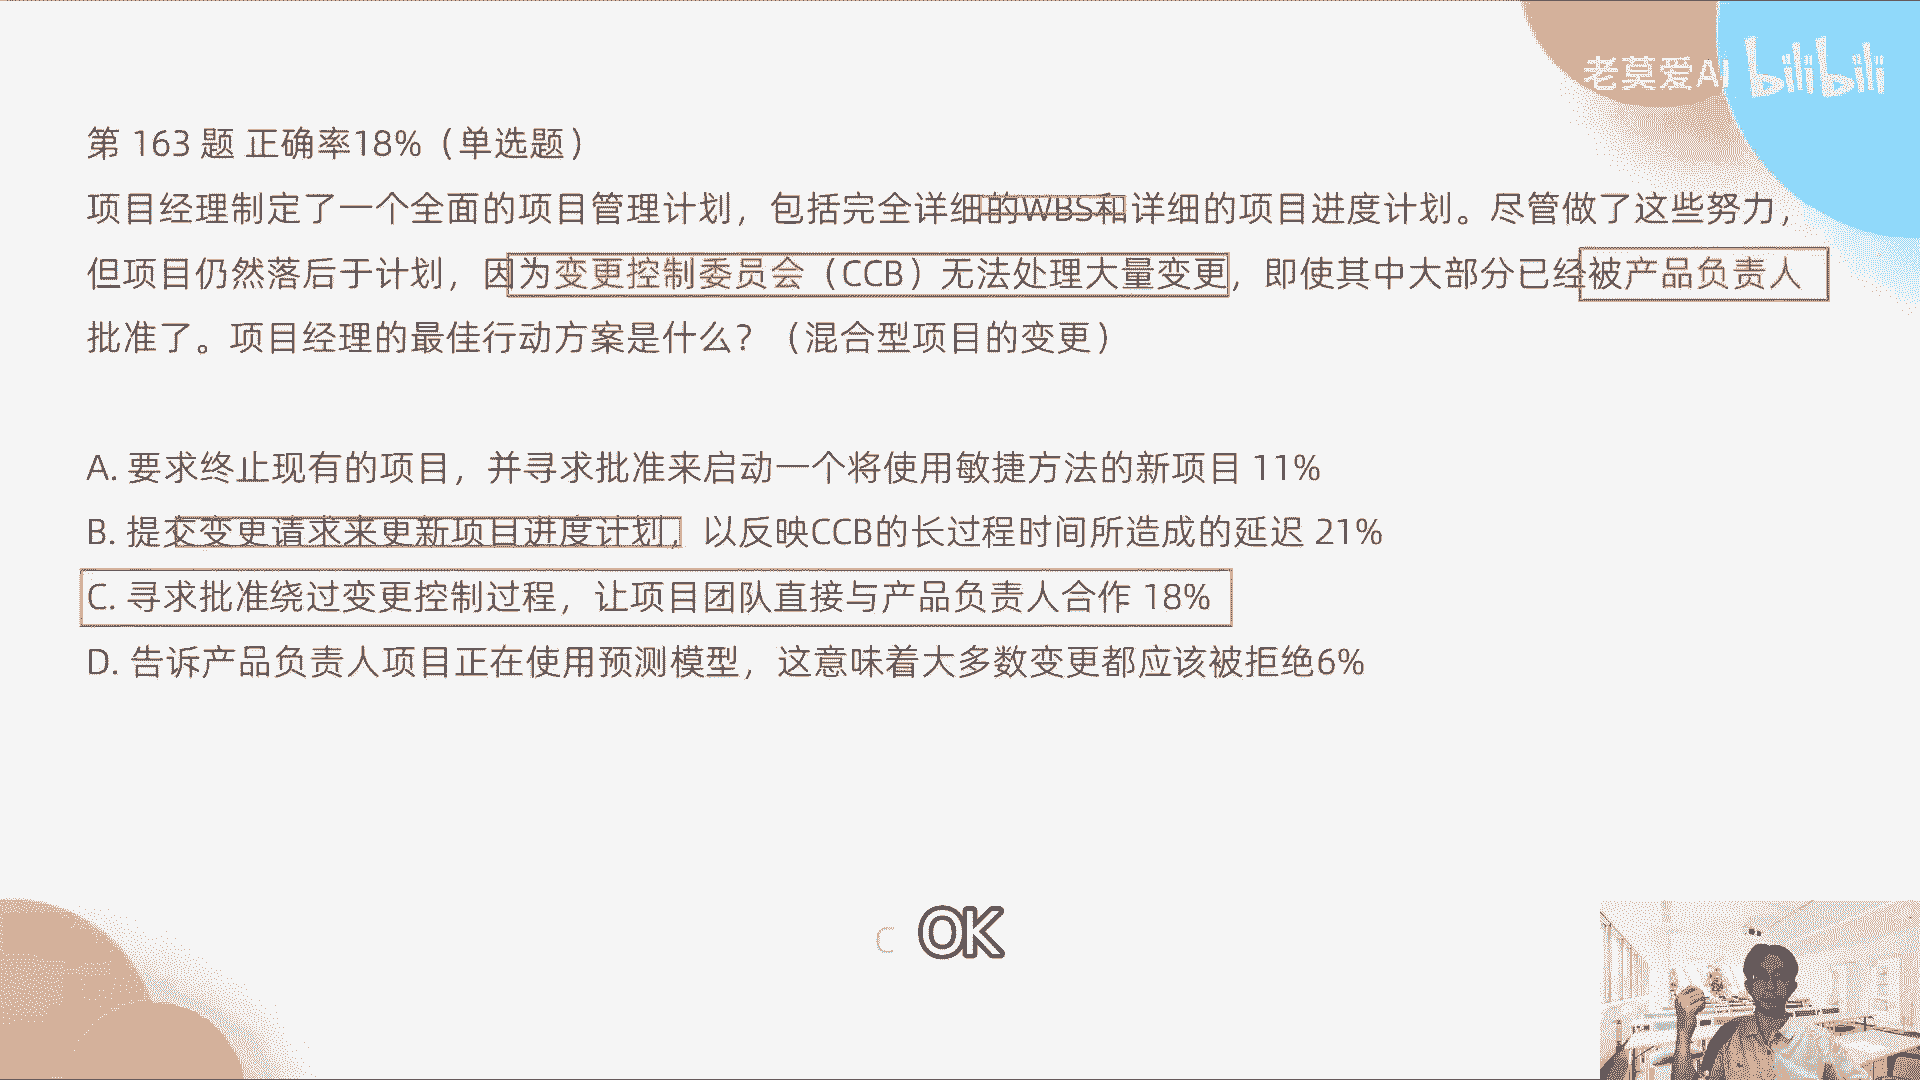 老莫爱AI bilibili
第 163 题 正确率18%（单选题）
项目经理制定了一个全面的项目管理计划，包括完全详细的WBS和详细的项目进度计划。尽管做了这些努力，
但项目仍然落后于计划，因为变更控制委员会（CCB）无法处理大量变更，即使其中大部分已经被产品负责人
批准了。项目经理的最佳行动方案是什么？（混合型项目的变更）
A. 要求终止现有的项目，并寻求批准来启动一个将使用敏捷方法的新项目 11%
B. 提交变更请求来更新项目进度计划，以反映CCB的长过程时间所造成的延迟 21%
C. 寻求批准绕过变更控制过程，让项目团队直接与产品负责人合作 18%
D. 告诉产品负责人项目正在使用预测模型，这意味着大多数变更都应该被拒绝6%
C OK